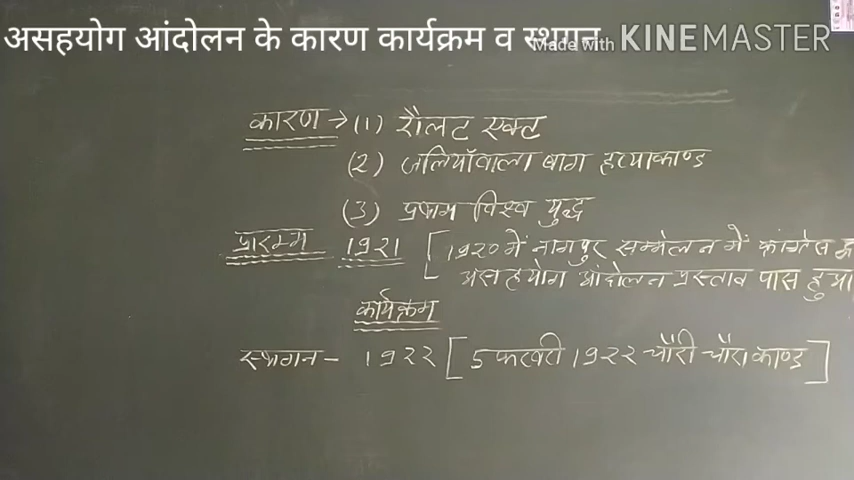 असहयोग आंदोलन के कारण कार्यक्रम व स्थगन
Made with KINEMASTER
कारण → (1) रौलट एक्ट
(2) जलियाँवाला बाग हत्याकाण्ड
(3) प्रथम विश्व युद्ध
प्रारम्भ 1921 [1920 में नागपुर सम्मेलन में कांग्रेस
असहयोग आंदोलन प्रस्ताव पास हुआ
कार्यक्रम
स्थगन - 1922 [5 फरवरी 1922 चौरी चौरा काण्ड]